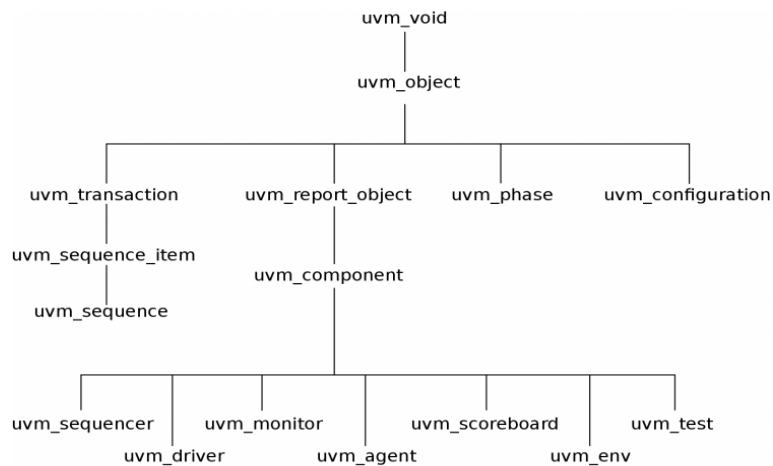 uvm_void
uvm_object
uvm_transaction uvm_report_object uvm_phase uvm_configuration
uvm_sequence_item
uvm_component
uvm_sequence
uvm_sequencer uvm_monitor uvm_scoreboard uvm_test
uvm_driver uvm_agent uvm_env